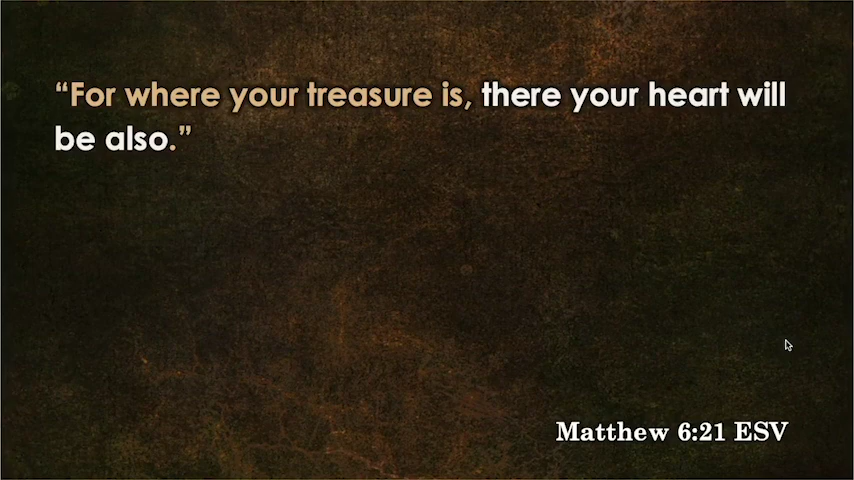 “For where your treasure is, there your heart will
be also.”
Matthew 6:21 ESV